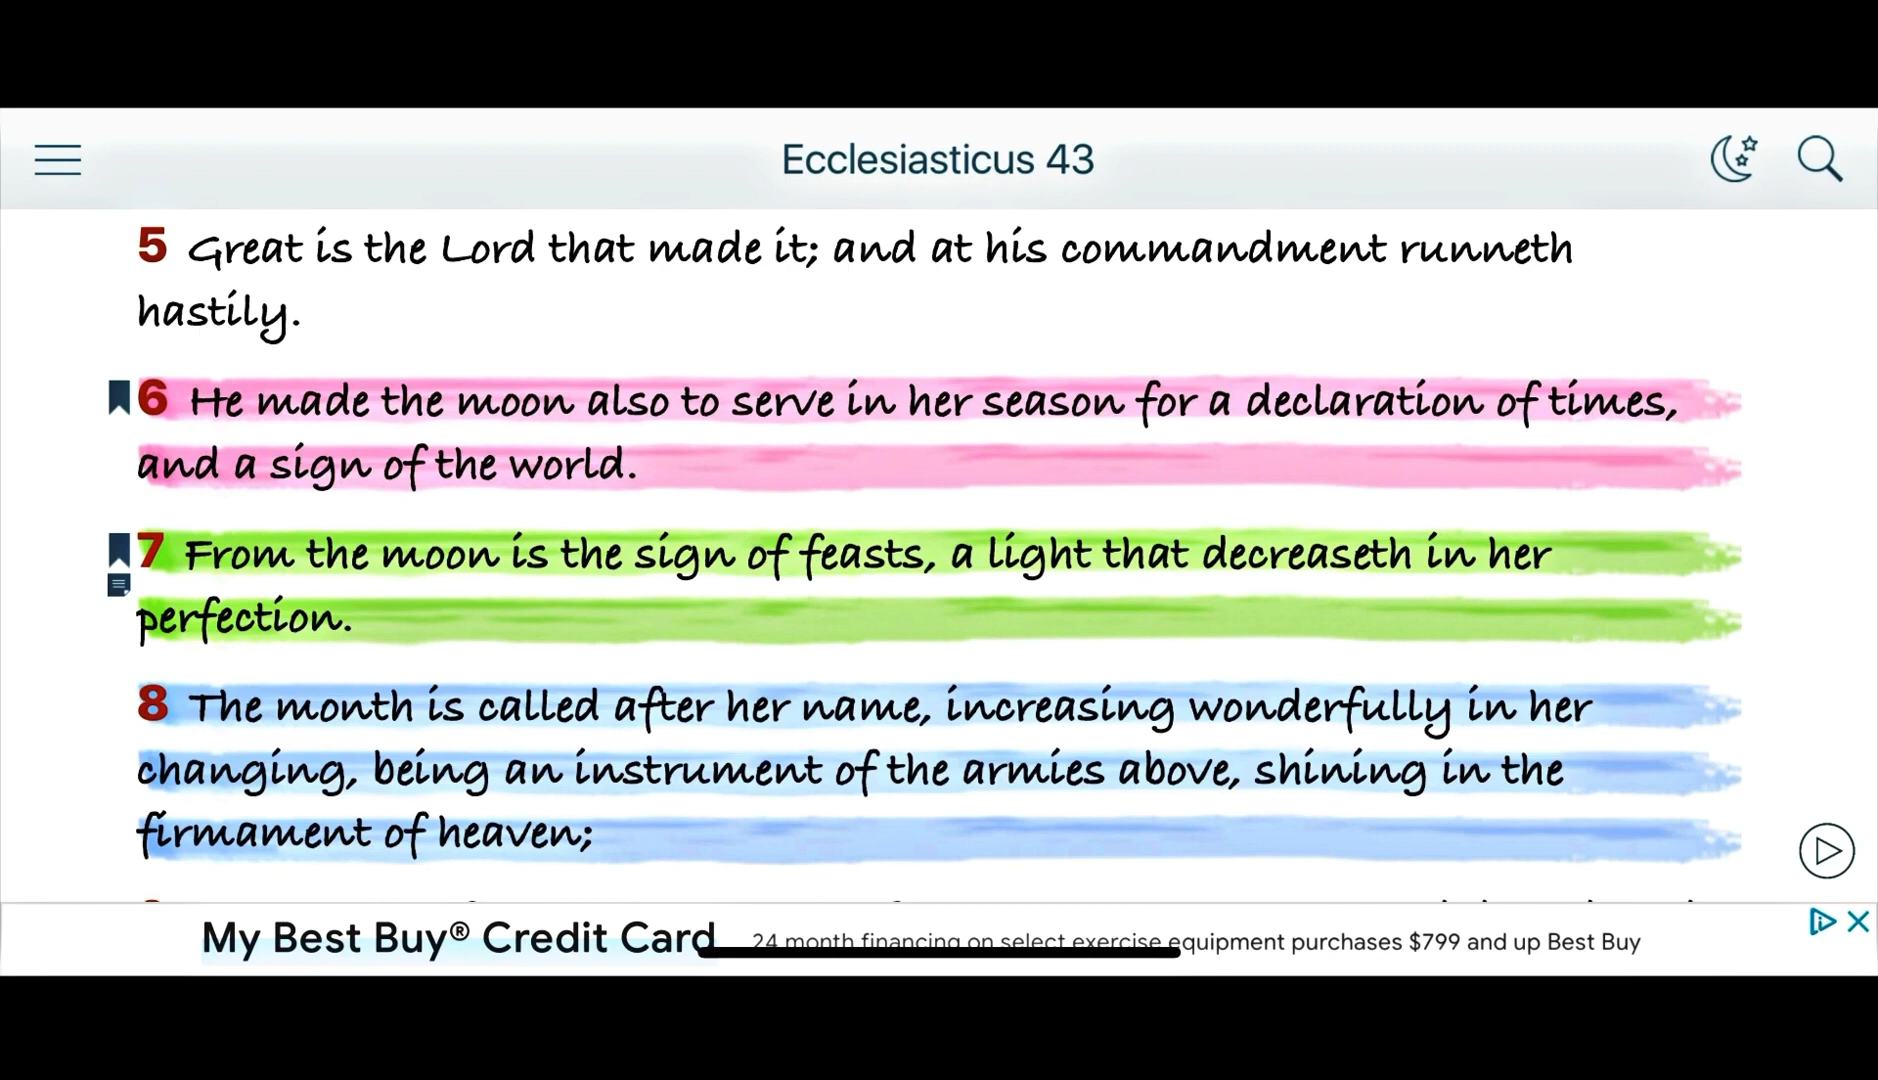 Ecclesiasticus 43
5 Great is the Lord that made it; and at his commandment runneth
hastily.
6 He made the moon also to serve in her season for a declaration of times,
and a sign of the world.
7 From the moon is the sign of feasts, a light that decreaseth in her
perfection.
8 The month is called after her name, increasing wonderfully in her
changing, being an instrument of the armies above, shining in the
firmament of heaven;
My Best Buy® Credit Card 24 month financing on select exercise equipment purchases $799 and up Best Buy